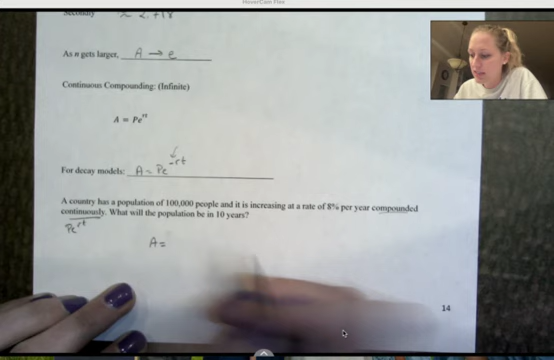 HoverCam Flex
As n gets larger, A → e
Continuous Compounding: (Infinite)
A = Pe^rt
For decay models: A = Pe^-rt
A country has a population of 100,000 people and it is increasing at a rate of 8% per year compounded
continuously. What will the population be in 10 years?
Pe^rt
A =
14